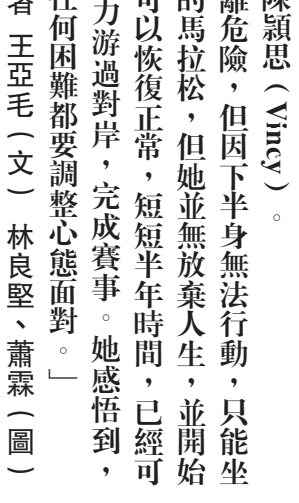 陳穎思（Vincy）。
離危險，但因下半身無法行動，只能坐
的馬拉松，但她並無放棄人生，並開始
可以恢復正常，短短半年時間，已經可
力游過對岸，完成賽事。她感悟到，
任何困難都要調整心態面對。」
者 王亞毛（文） 林良堅、蕭霖（圖）